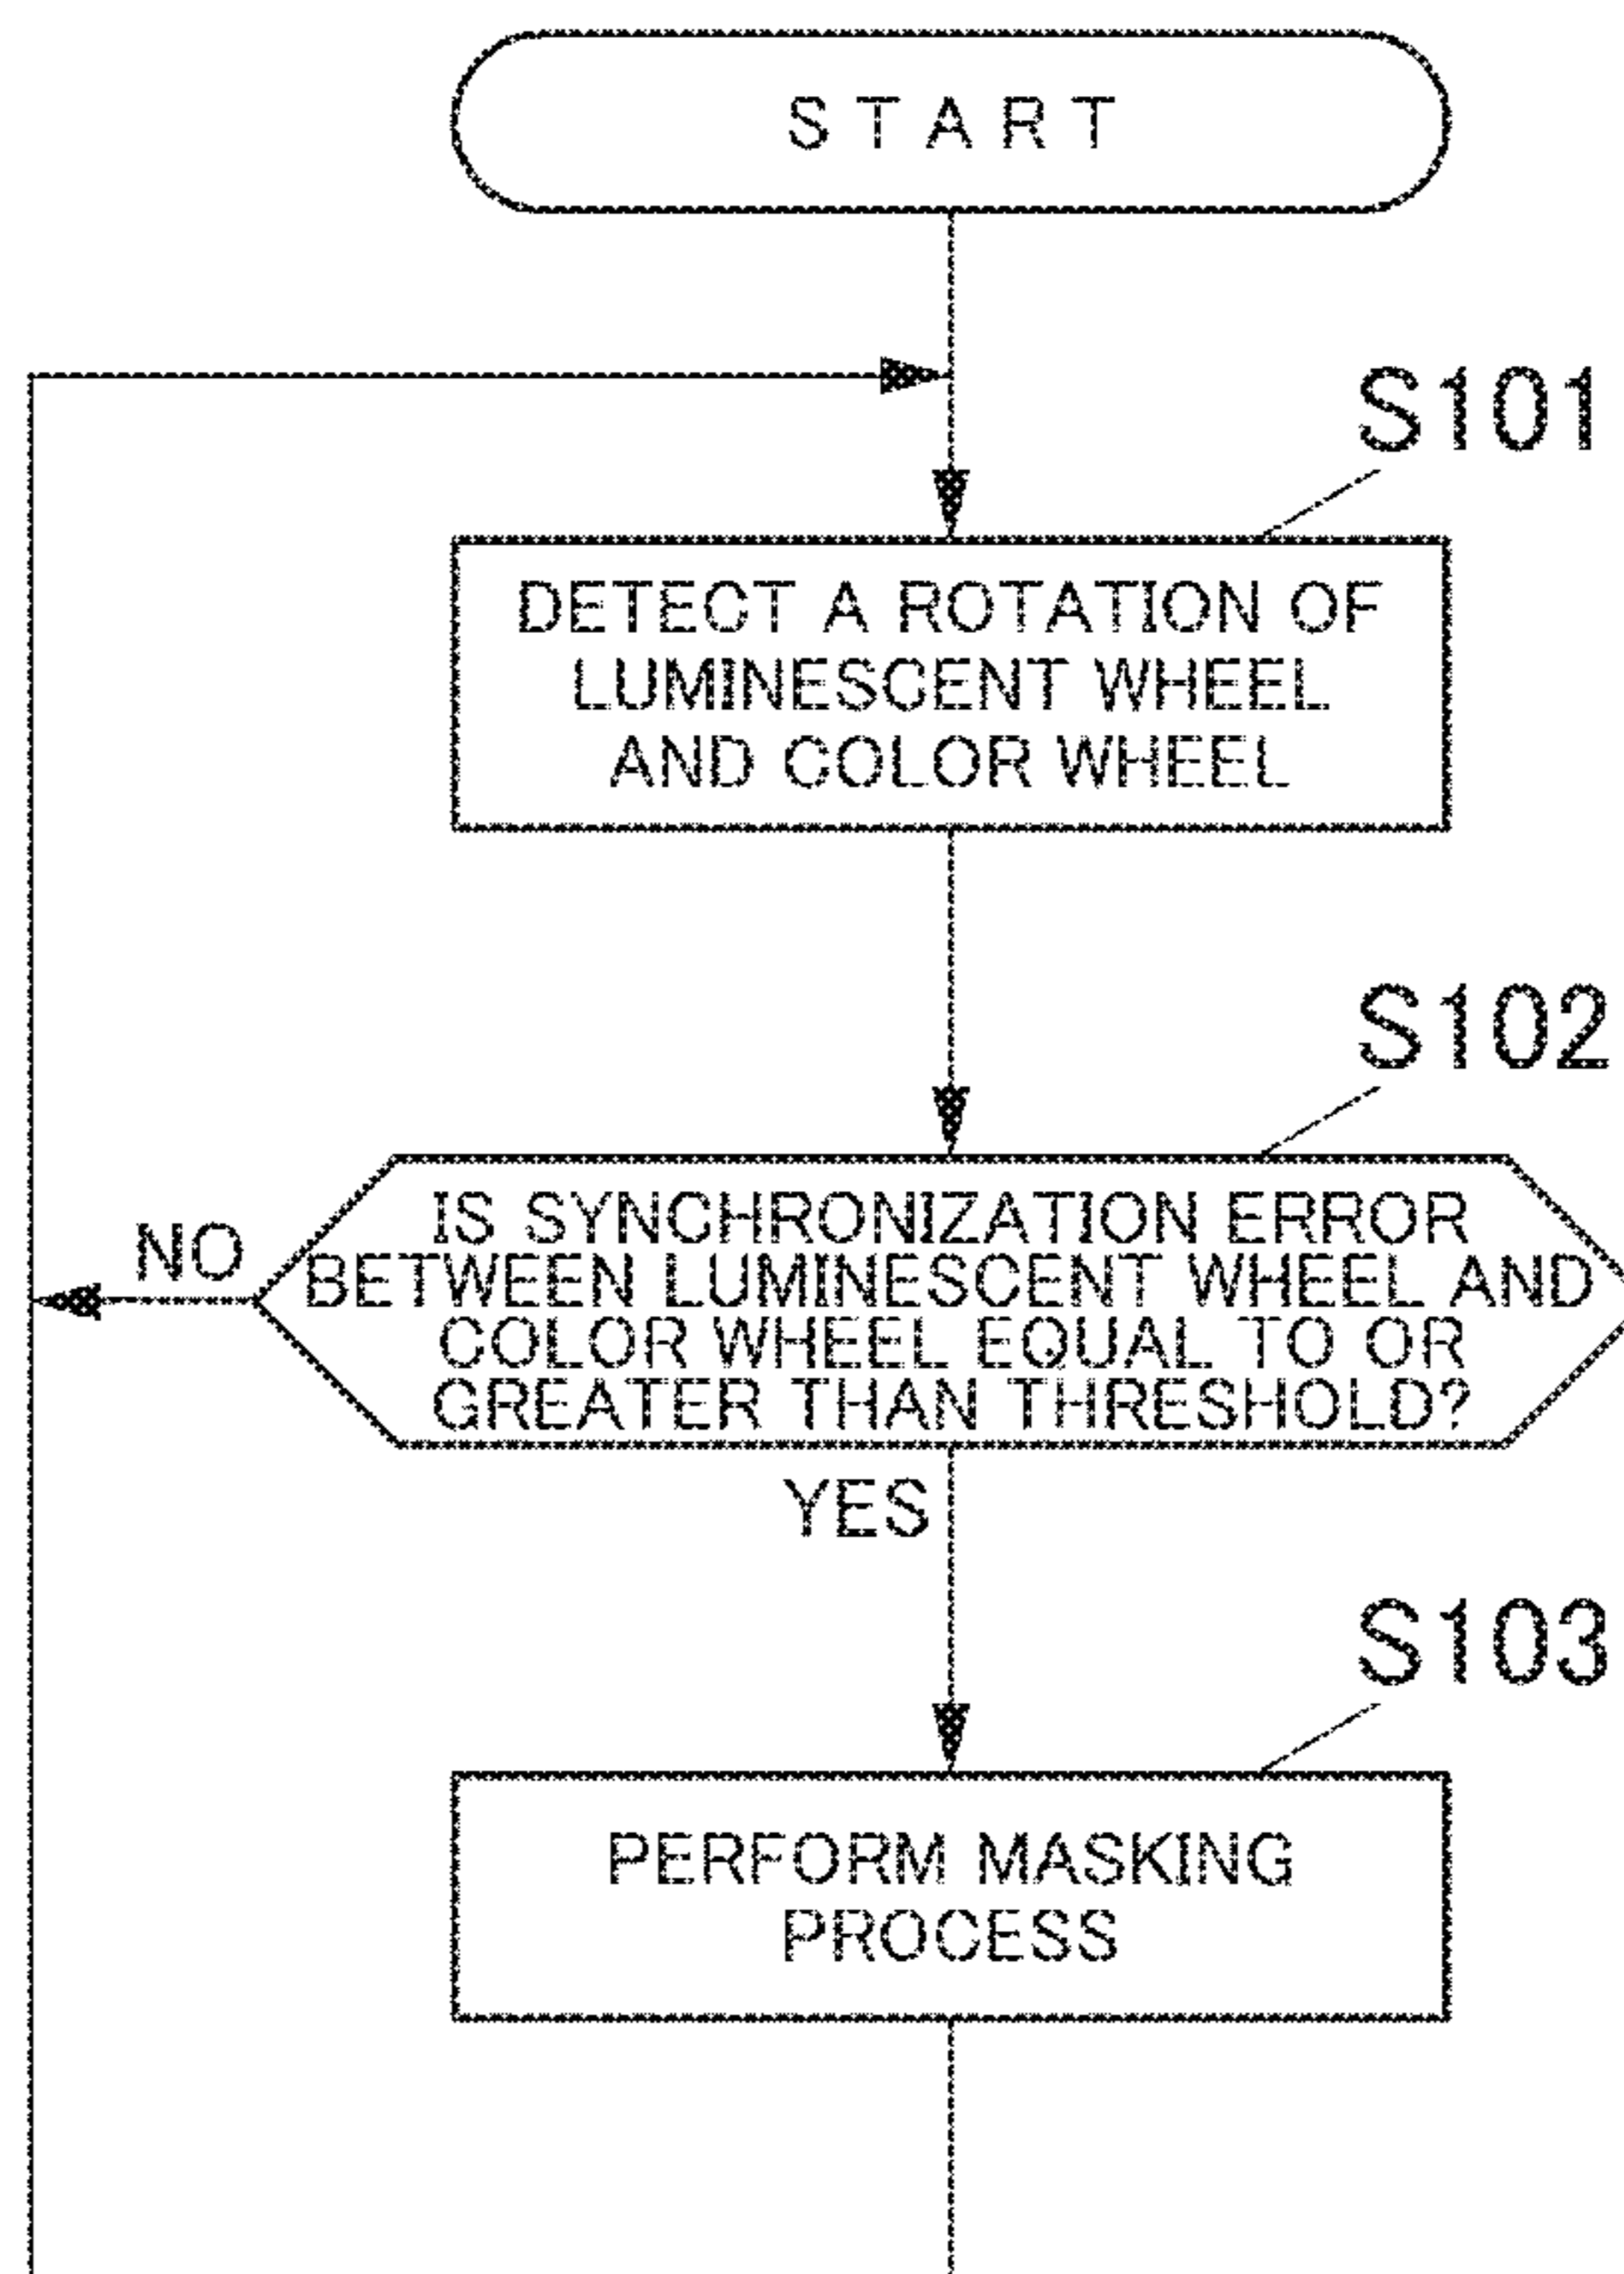 START
S101
DETECT A ROTATION OF
LUMINESCENT WHEEL
AND COLOR WHEEL
S102
IS SYNCHRONIZATION ERROR
BETWEEN LUMINESCENT WHEEL AND
COLOR WHEEL EQUAL TO OR
GREATER THAN THRESHOLD?
NO
YES
S103
PERFORM MASKING
PROCESS